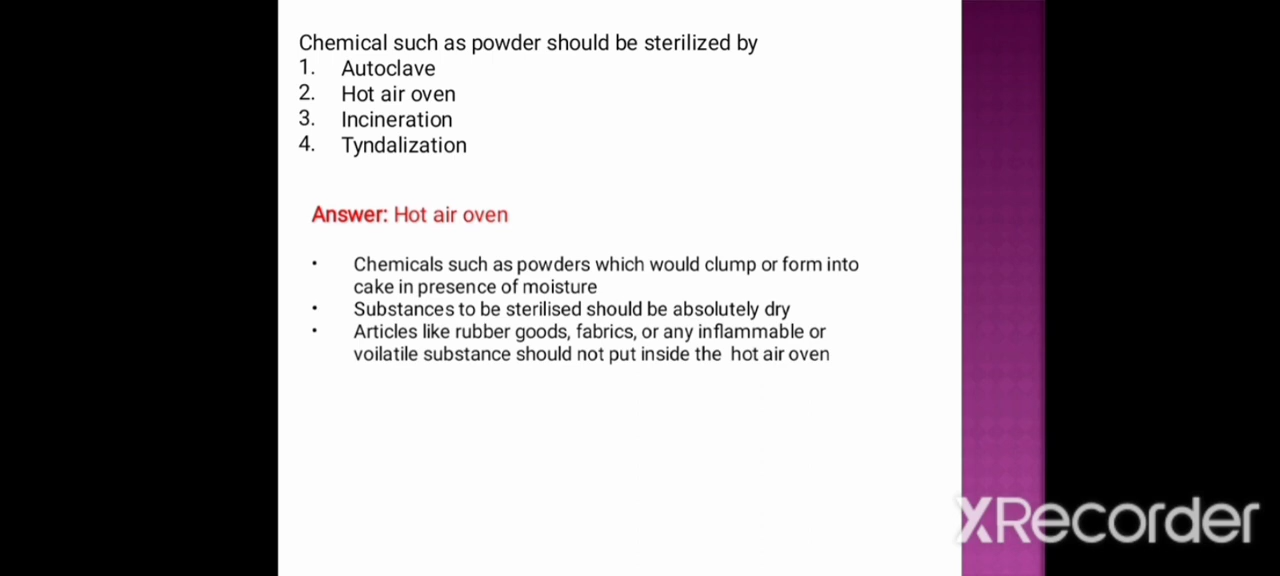 Chemical such as powder should be sterilized by
1. Autoclave
2. Hot air oven
3. Incineration
4. Tyndalization
Answer: Hot air oven
• Chemicals such as powders which would clump or form into
cake in presence of moisture
• Substances to be sterilised should be absolutely dry
• Articles like rubber goods, fabrics, or any inflammable or
voilatile substance should not put inside the hot air oven
XRecorder